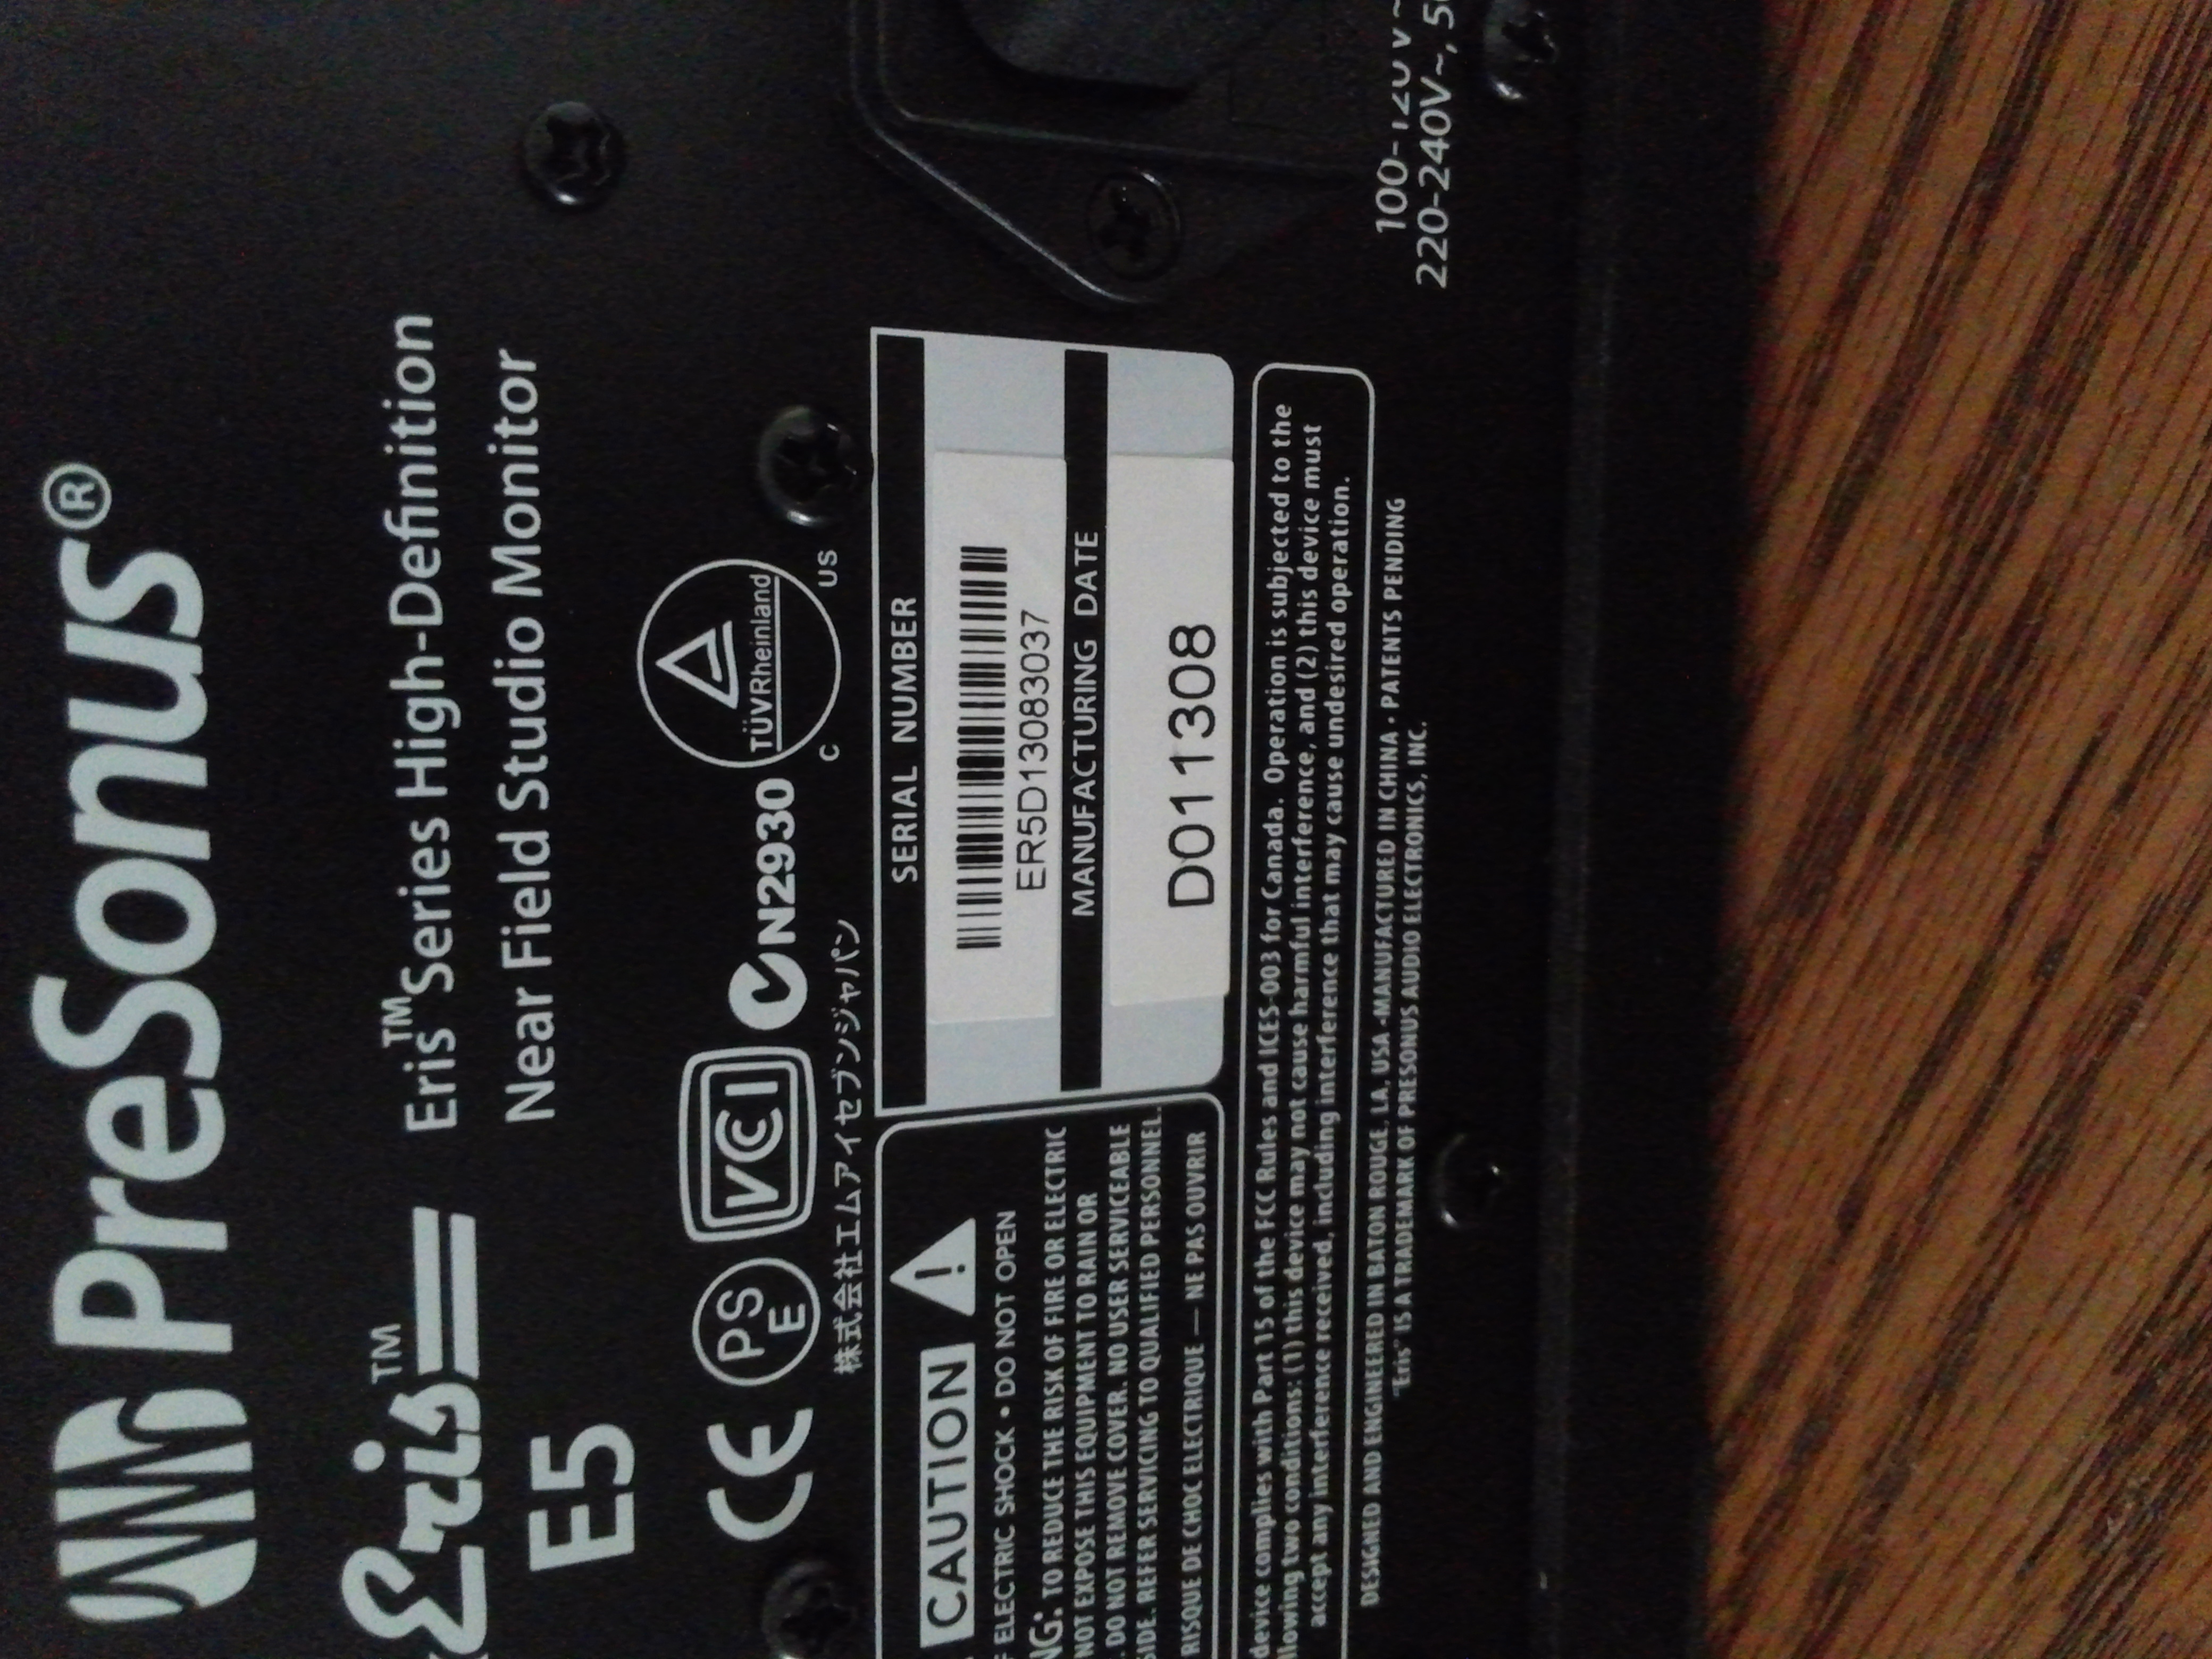 PreSonus®
Eris™
Eris™ Series High-Definition
Near Field Studio Monitor
E5
CE
PS
E
VCI
N2930
TÜVRheinland
C US
株式会社エムアイセブンジャパン
CAUTION
!
ELECTRIC SHOCK • DO NOT OPEN
TO REDUCE THE RISK OF FIRE OR ELECTRIC
NOT EXPOSE THIS EQUIPMENT TO RAIN OR
. DO NOT REMOVE COVER. NO USER SERVICEABLE
REFER SERVICING TO QUALIFIED PERSONNEL.
RISQUE DE CHOC ELECTRIQUE — NE PAS OUVRIR
SERIAL NUMBER
ER5D13083037
MANUFACTURING DATE
D011308
device complies with Part 15 of the FCC Rules and ICES-003 for Canada. Operation is subjected to the
two conditions: (1) this device may not cause harmful interference, and (2) this device must
accept any interference received, including interference that may cause undesired operation.
DESIGNED AND ENGINEERED IN BATON ROUGE, LA, USA • MANUFACTURED IN CHINA • PATENTS PENDING
"Eris" IS A TRADEMARK OF PRESONUS AUDIO ELECTRONICS, INC.
100-120V~
220-240V~,